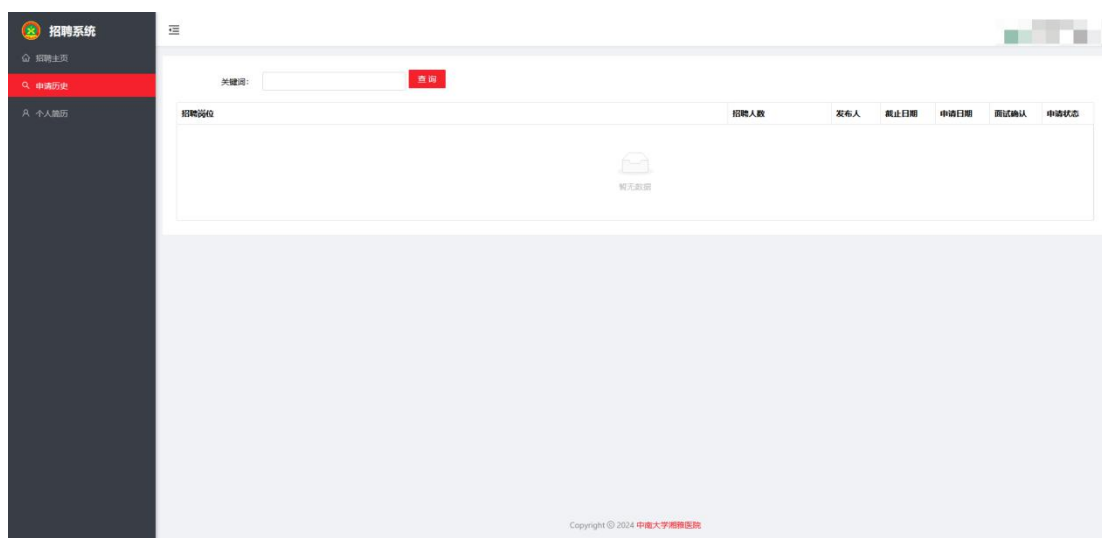 招聘系统
招聘主页
申请历史
个人简历
关键词：
查 询
招聘岗位 招聘人数 发布人 截止日期 申请日期 面试确认 申请状态
暂无数据
Copyright © 2024 中南大学湘雅医院